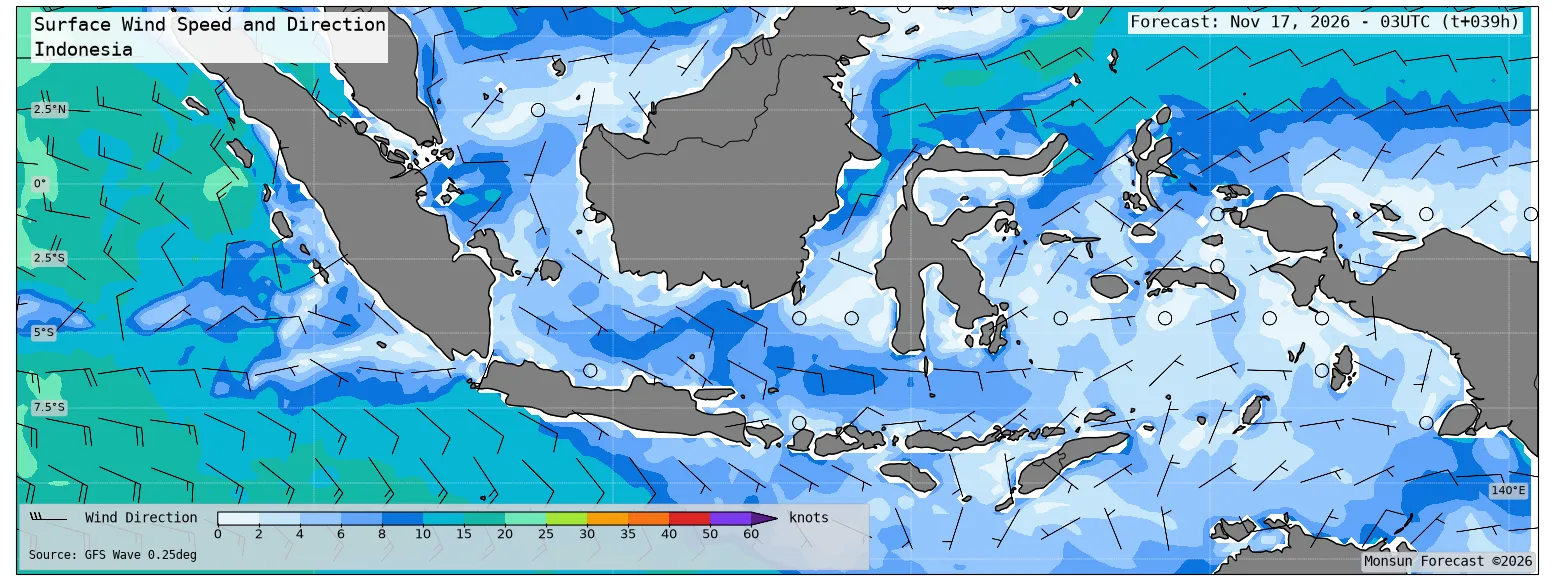 Surface Wind Speed and Direction
Indonesia
Forecast: Nov 17, 2026 - 03UTC (t+039h)
2.5°N
0°
2.5°S
5°S
7.5°S
140°E
Wind Direction
0 2 4 6 8 10 15 20 25 30 35 40 50 60
knots
Source: GFS Wave 0.25deg
Monsun Forecast ©2026